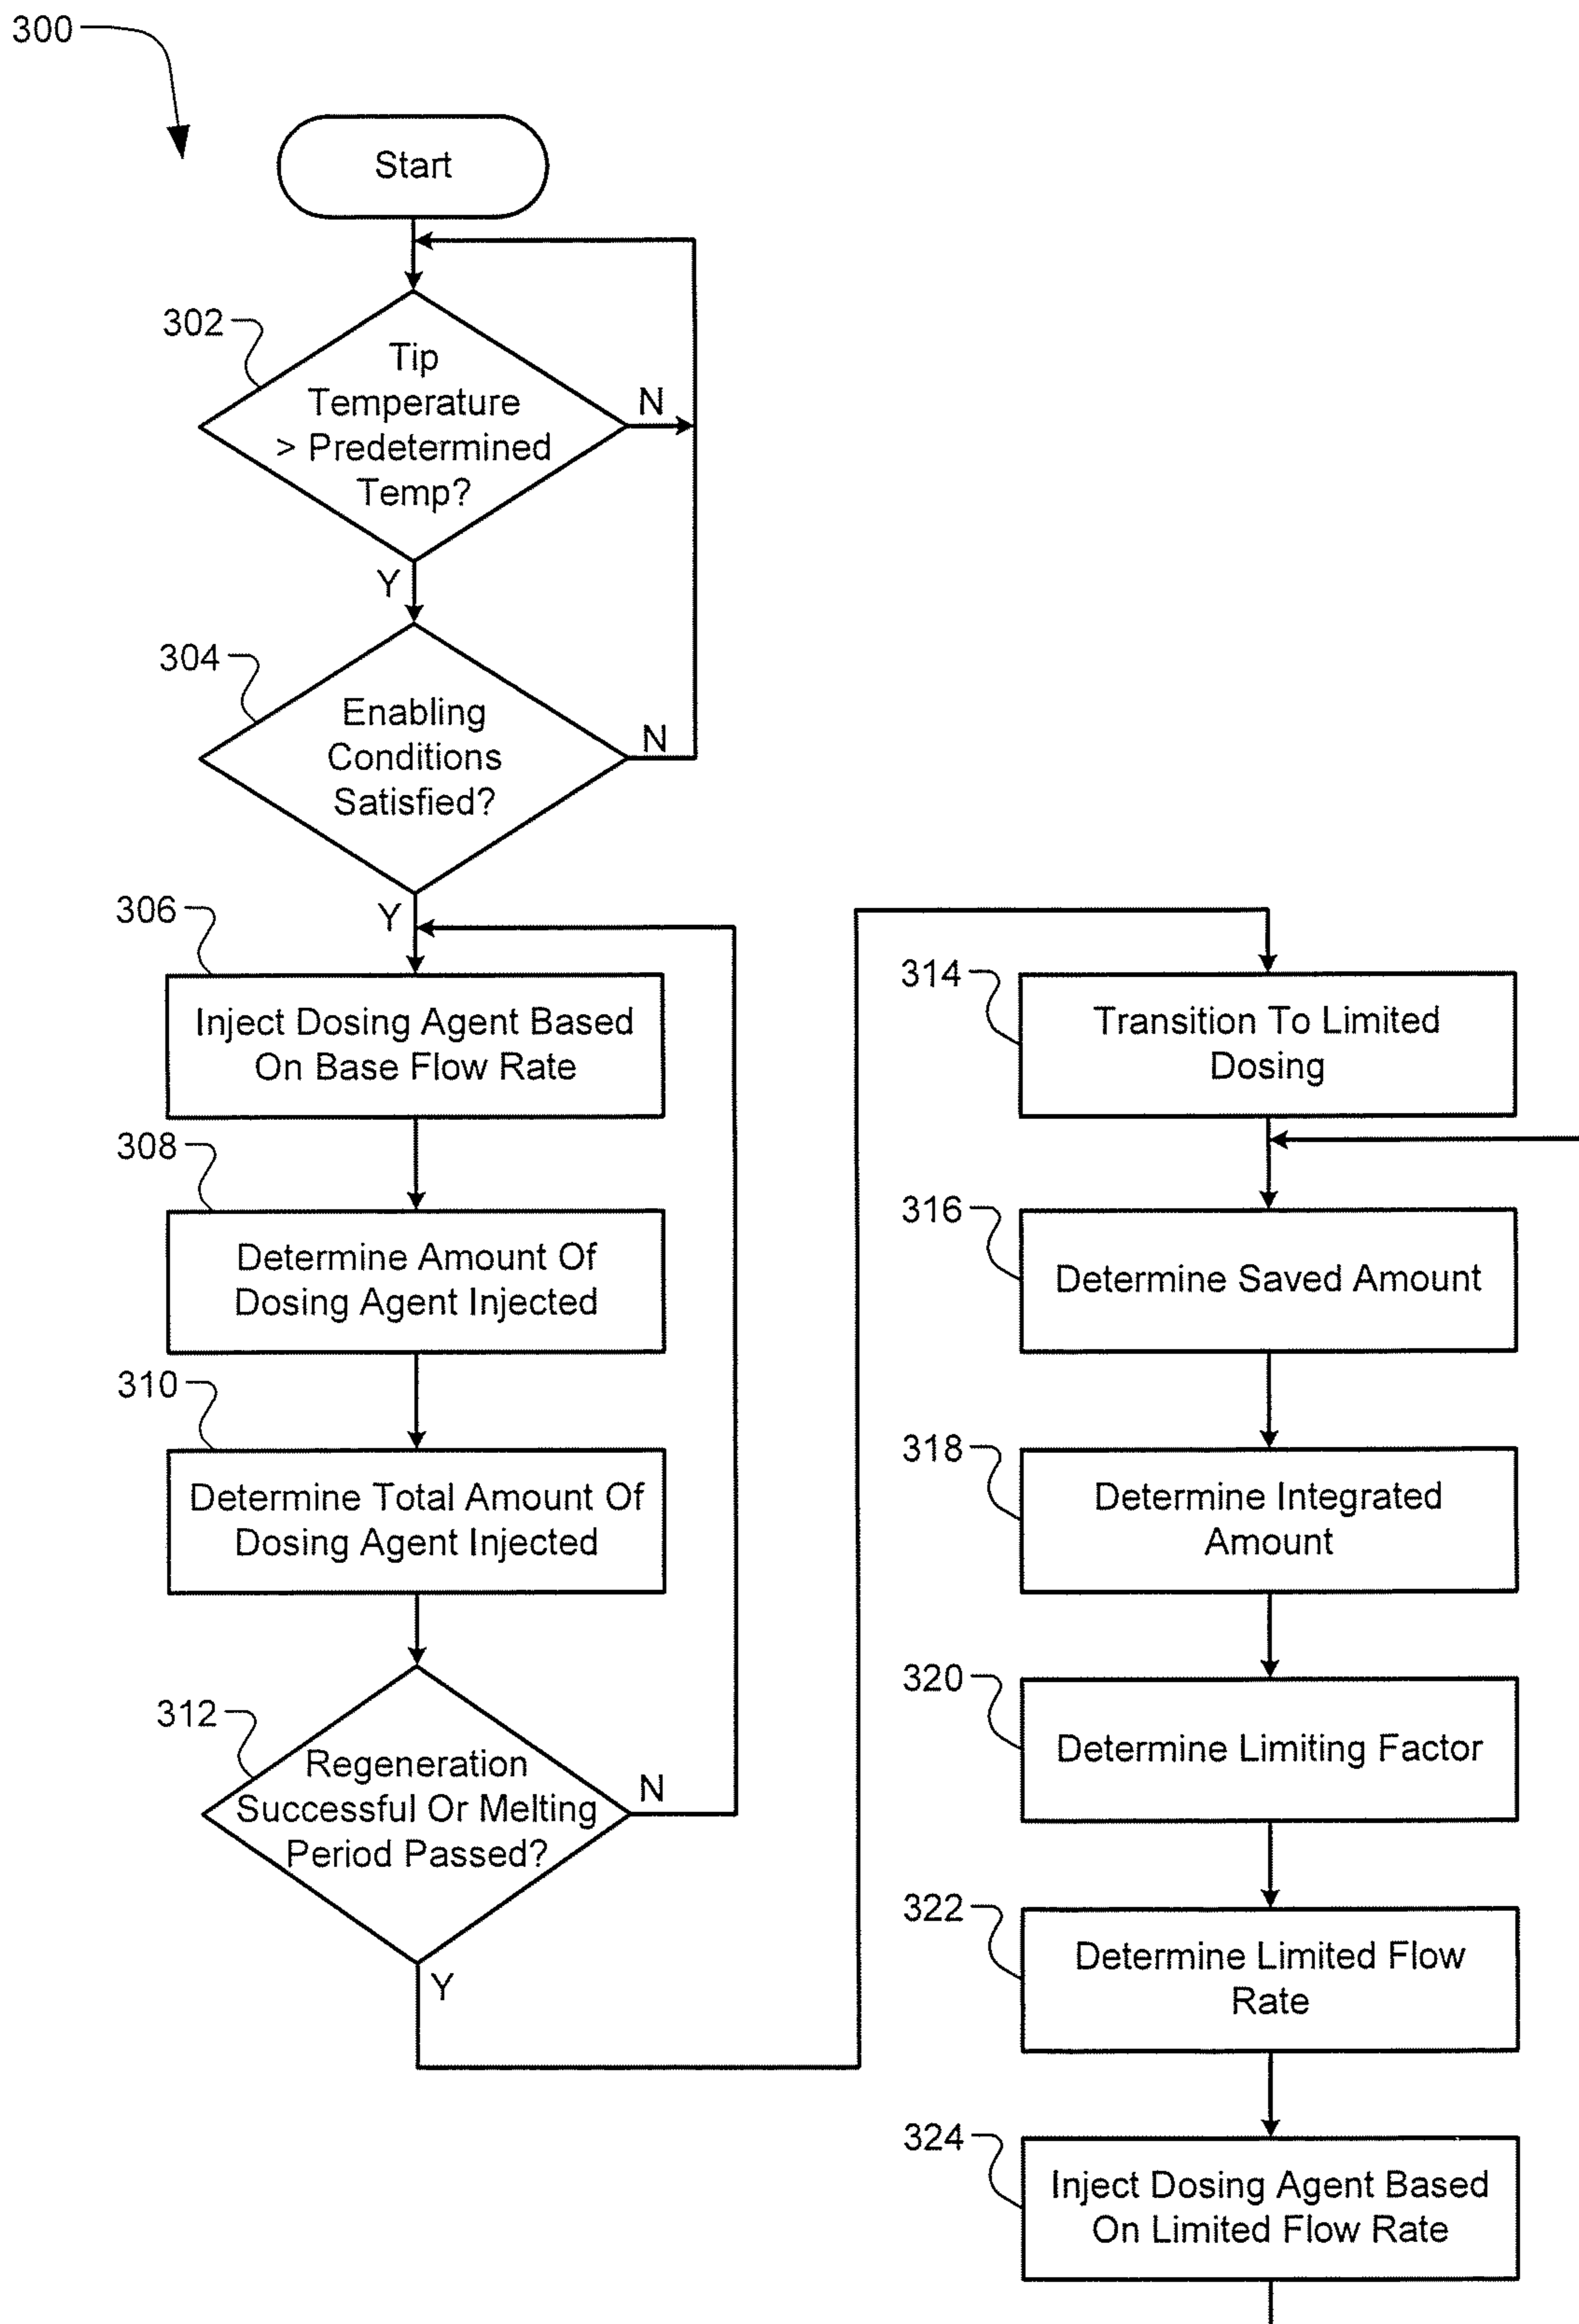 300
Start
302
Tip
Temperature
> Predetermined
Temp?
N
Y
304
Enabling
Conditions
Satisfied?
N
Y
306
Inject Dosing Agent Based
On Base Flow Rate
308
Determine Amount Of
Dosing Agent Injected
310
Determine Total Amount Of
Dosing Agent Injected
312
Regeneration
Successful Or Melting
Period Passed?
N
Y
314
Transition To Limited
Dosing
316
Determine Saved Amount
318
Determine Integrated
Amount
320
Determine Limiting Factor
322
Determine Limited Flow
Rate
324
Inject Dosing Agent Based
On Limited Flow Rate